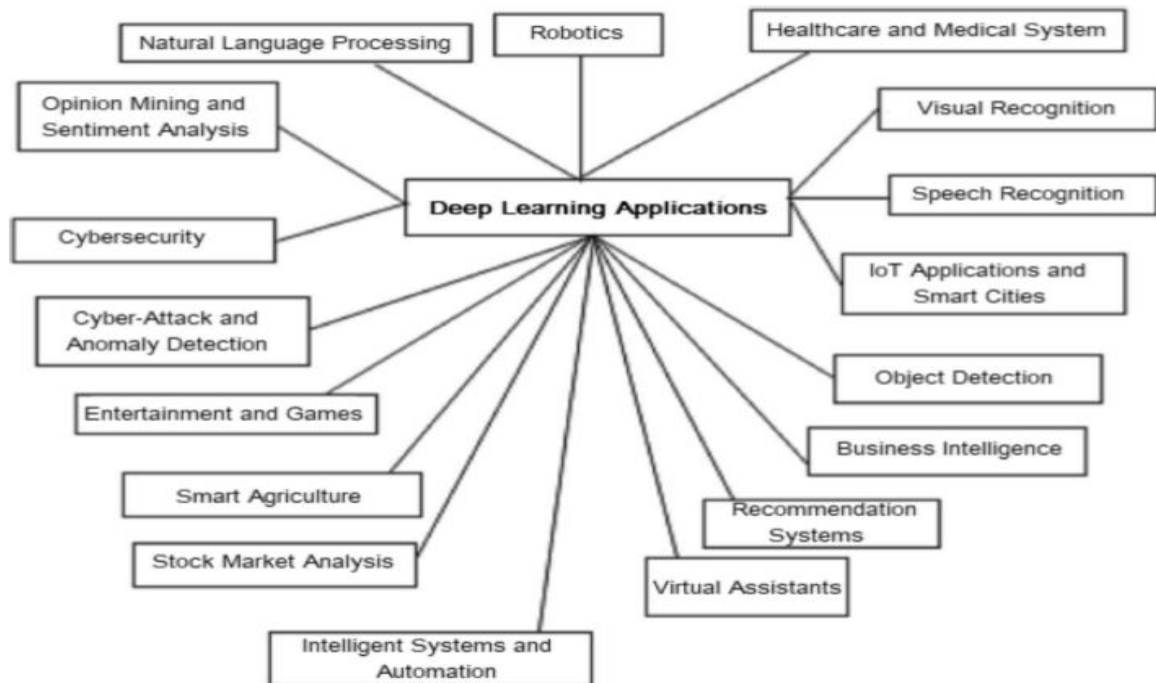 Natural Language Processing
Robotics
Healthcare and Medical System
Opinion Mining and
Sentiment Analysis
Visual Recognition
Deep Learning Applications
Speech Recognition
Cybersecurity
IoT Applications and
Smart Cities
Cyber-Attack and
Anomaly Detection
Object Detection
Entertainment and Games
Business Intelligence
Smart Agriculture
Recommendation
Systems
Stock Market Analysis
Virtual Assistants
Intelligent Systems and
Automation